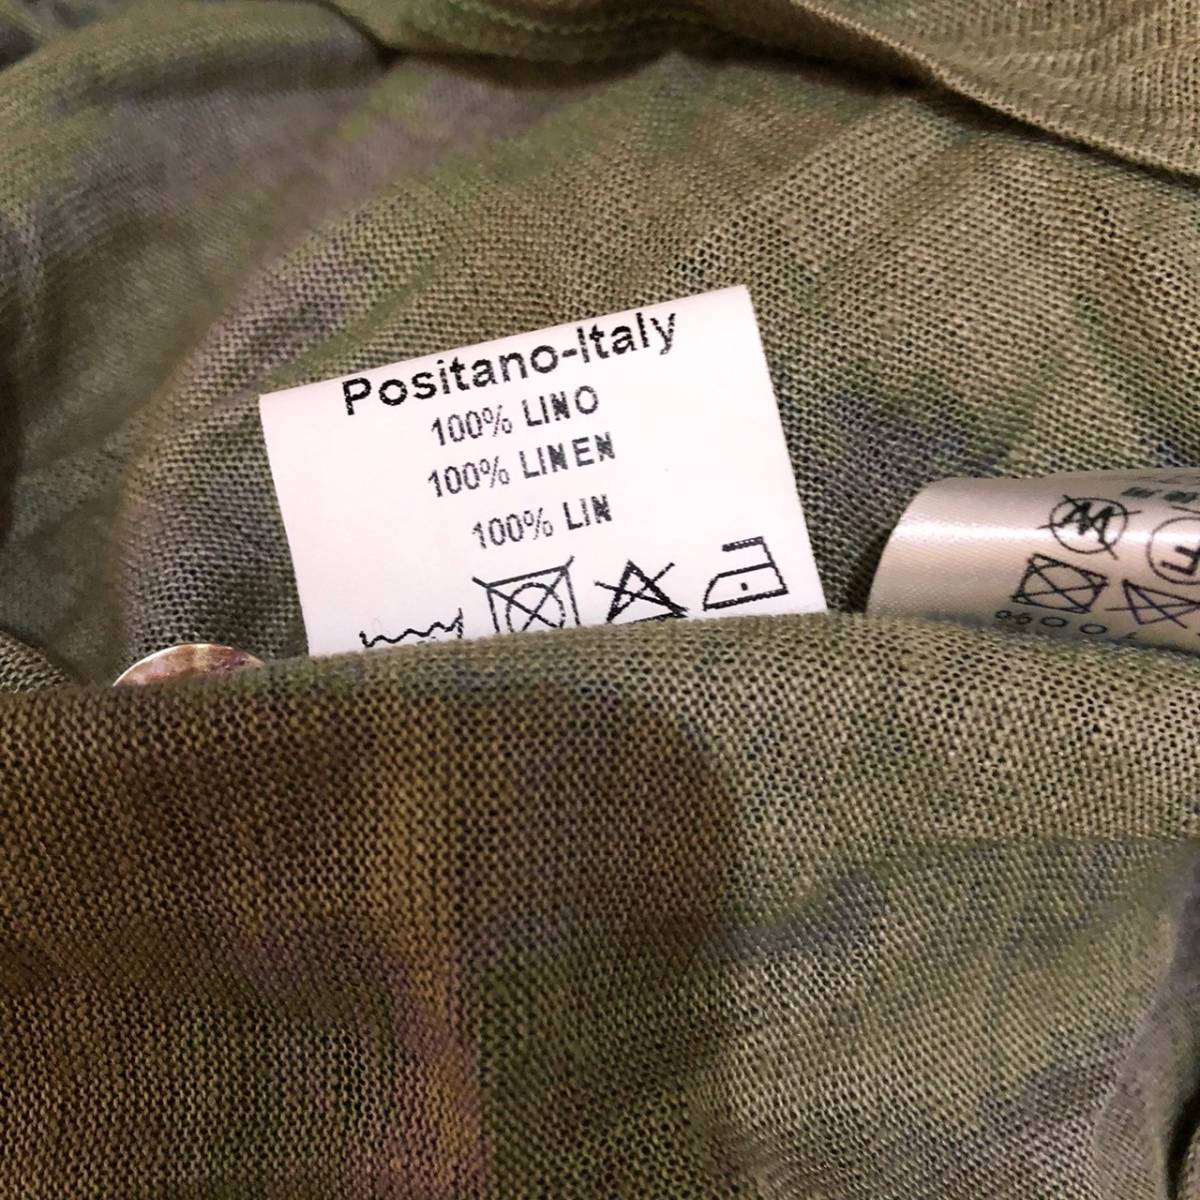 Positano-Italy
100% LINO
100% LINEN
100% LIN